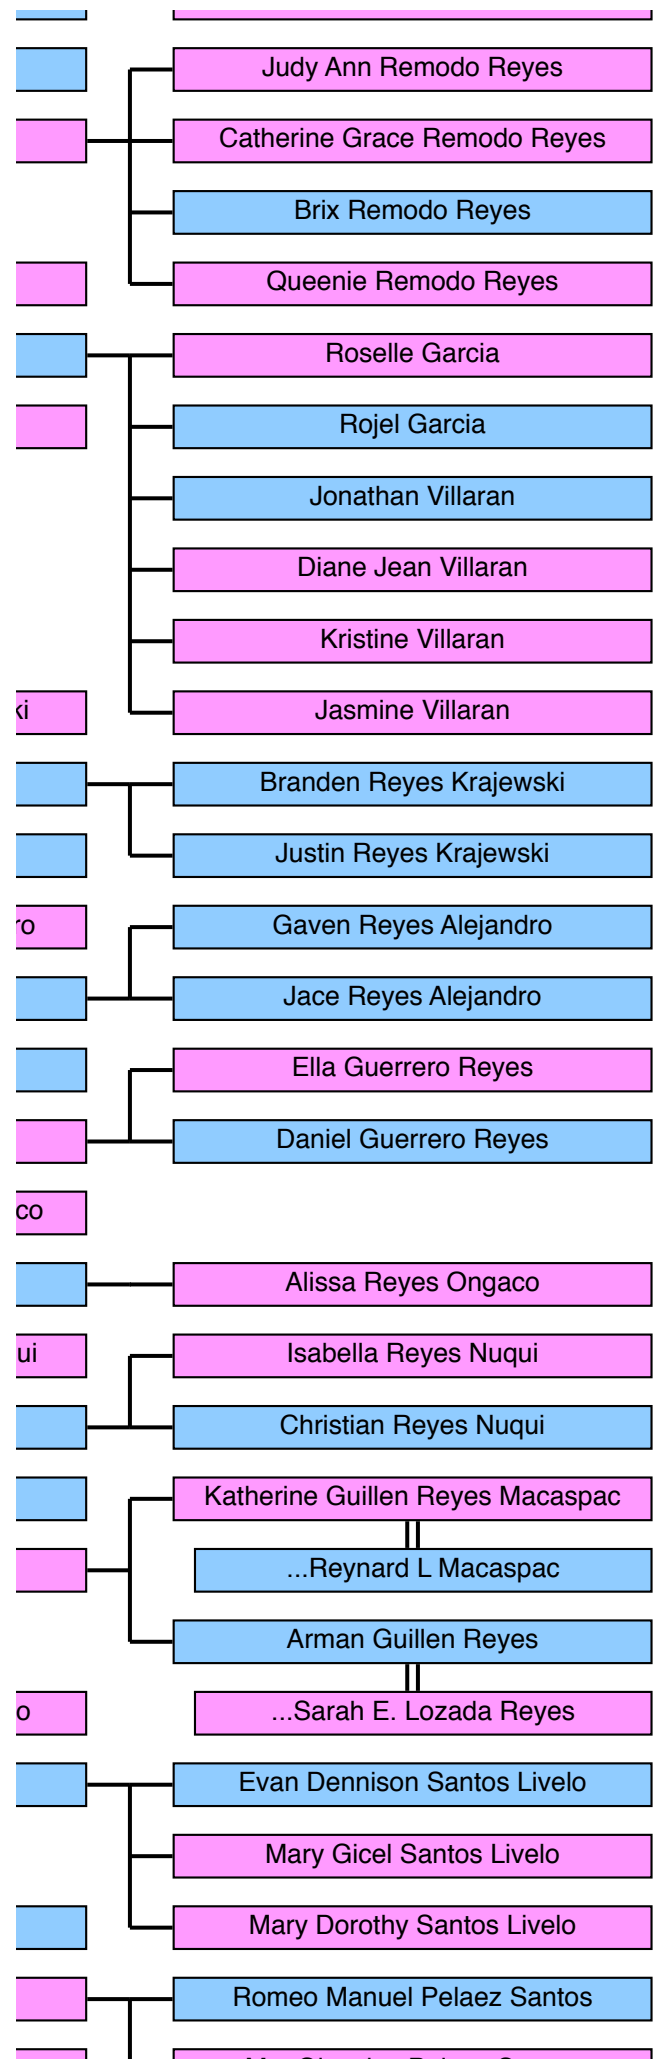 Judy Ann Remodo Reyes
Catherine Grace Remodo Reyes
Brix Remodo Reyes
Queenie Remodo Reyes
Roselle Garcia
Rojel Garcia
Jonathan Villaran
Diane Jean Villaran
Kristine Villaran
ki Jasmine Villaran
Branden Reyes Krajewski
Justin Reyes Krajewski
ro Gaven Reyes Alejandro
Jace Reyes Alejandro
Ella Guerrero Reyes
Daniel Guerrero Reyes
co
Alissa Reyes Ongaco
ui Isabella Reyes Nuqui
Christian Reyes Nuqui
Katherine Guillen Reyes Macaspac
...Reynard L Macaspac
Arman Guillen Reyes
o ...Sarah E. Lozada Reyes
Evan Dennison Santos Livelo
Mary Gicel Santos Livelo
Mary Dorothy Santos Livelo
Romeo Manuel Pelaez Santos